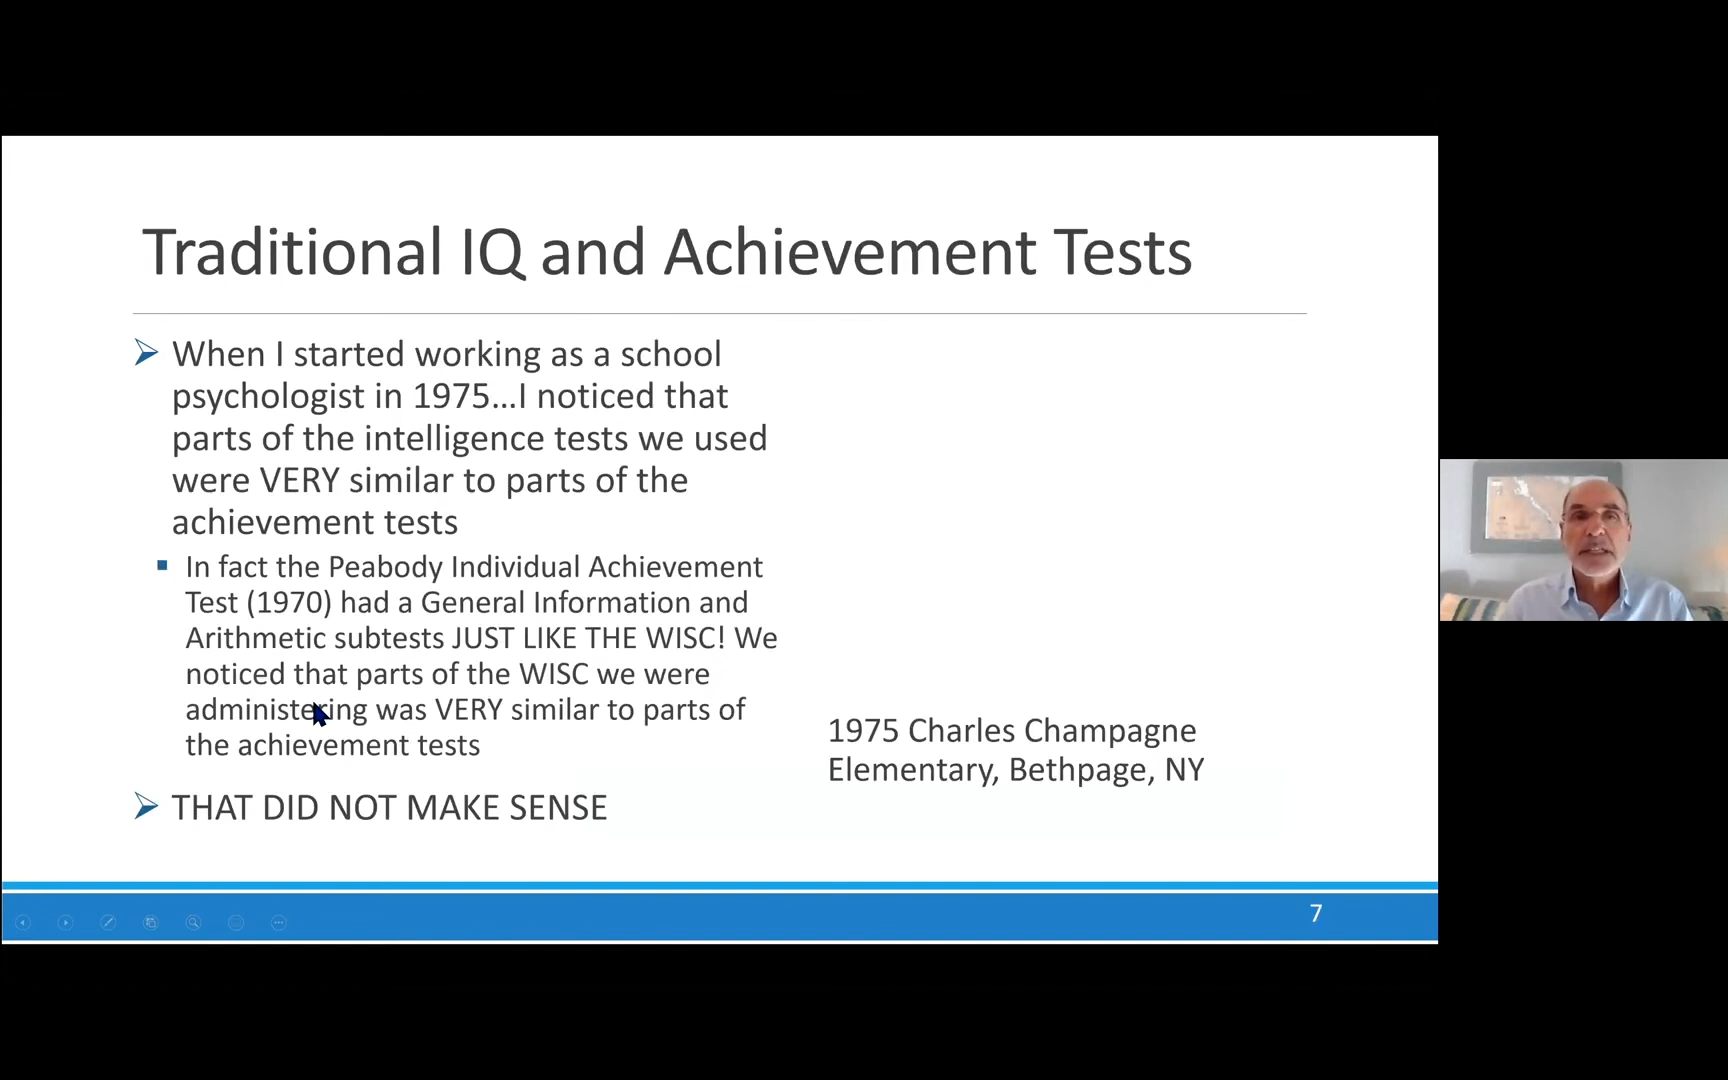 Traditional IQ and Achievement Tests
When I started working as a school
psychologist in 1975...I noticed that
parts of the intelligence tests we used
were VERY similar to parts of the
achievement tests
In fact the Peabody Individual Achievement
Test (1970) had a General Information and
Arithmetic subtests JUST LIKE THE WISC! We
noticed that parts of the WISC we were
administering was VERY similar to parts of
the achievement tests
THAT DID NOT MAKE SENSE
1975 Charles Champagne
Elementary, Bethpage, NY
7